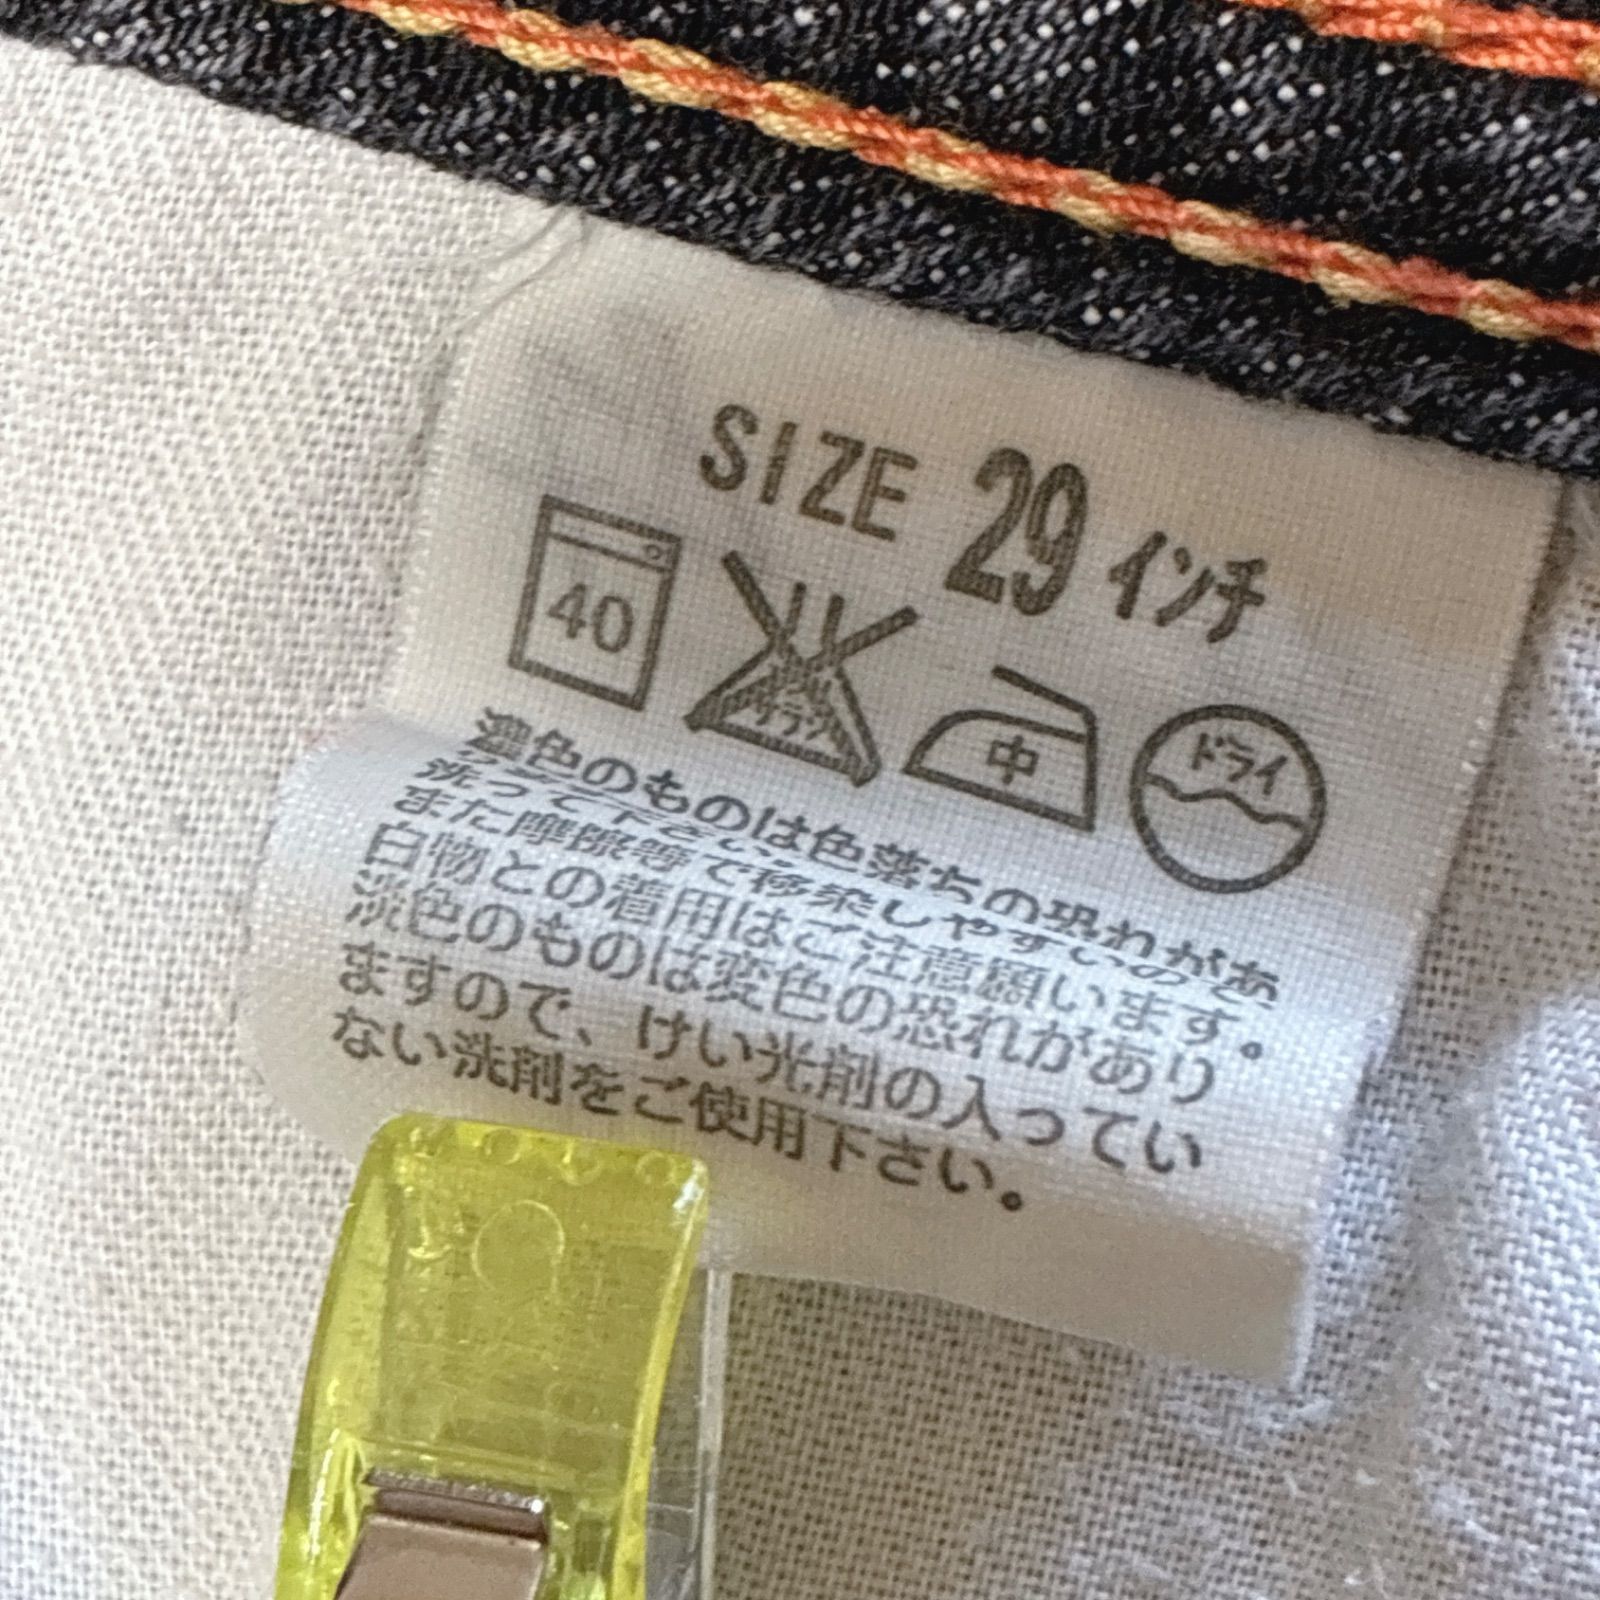 SIZE 29 インチ
40 サラシ 中 ドライ
濃色のものは色落ちの恐れがあ
洗って下さい。
また摩擦等で移染しやすいので
白物との着用はご注意願います。
淡色のものは変色の恐れがあり
ますので、けい光剤の入ってい
ない洗剤をご使用下さい。